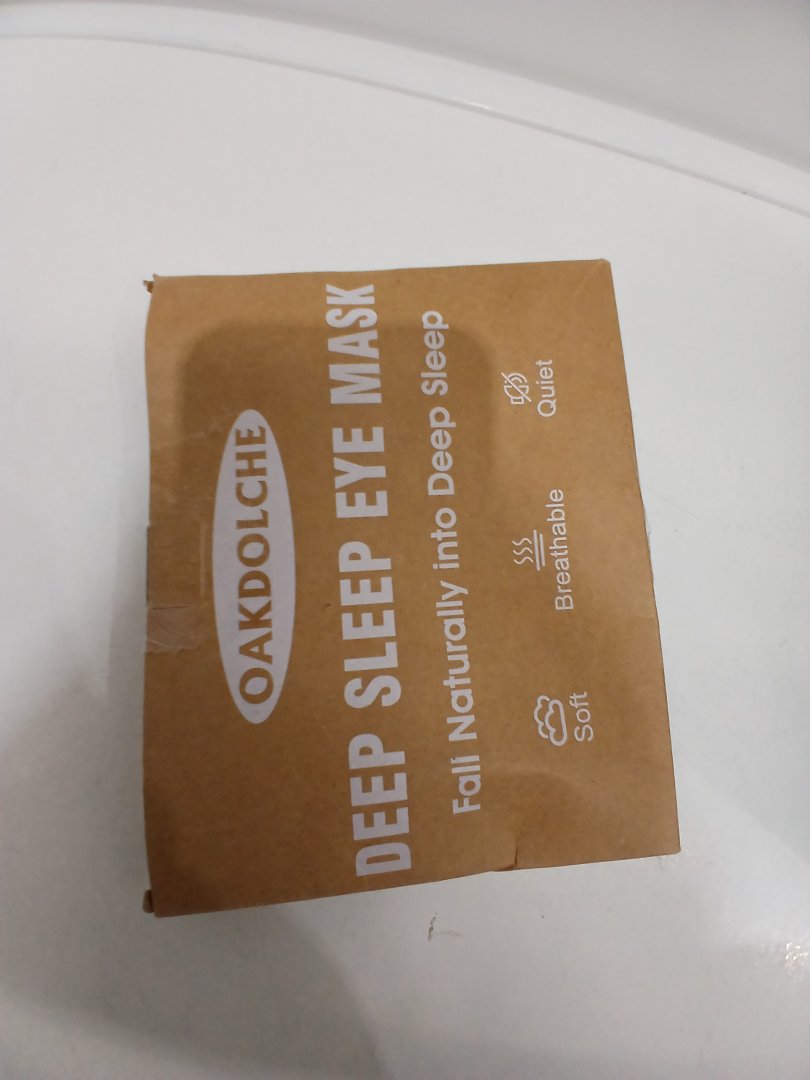 OAKDOLCHE
DEEP SLEEP EYE MASK
Fall Naturally into Deep Sleep
Soft
Breathable
Quiet